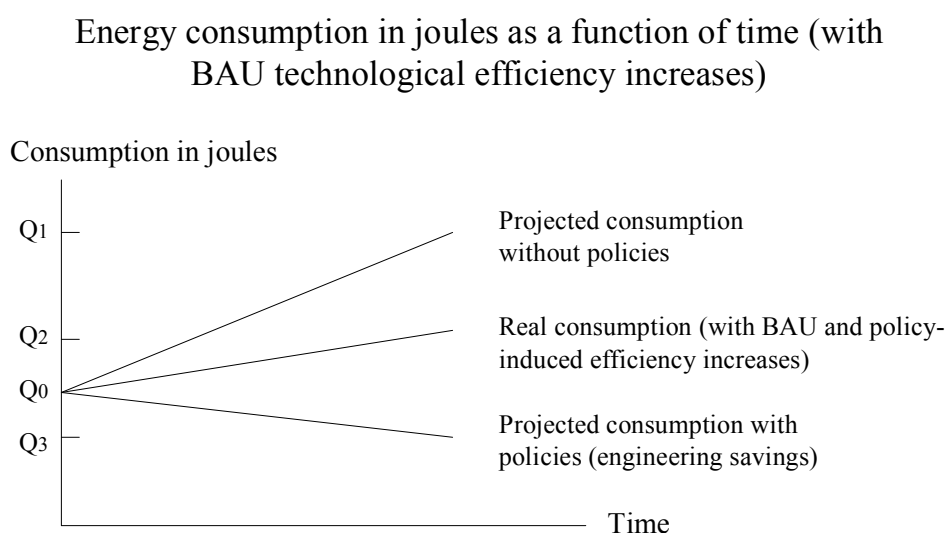 Energy consumption in joules as a function of time (with
BAU technological efficiency increases)
Consumption in joules
Q1
Projected consumption
without policies
Q2
Real consumption (with BAU and policy-
induced efficiency increases)
Q0
Q3
Projected consumption with
policies (engineering savings)
Time